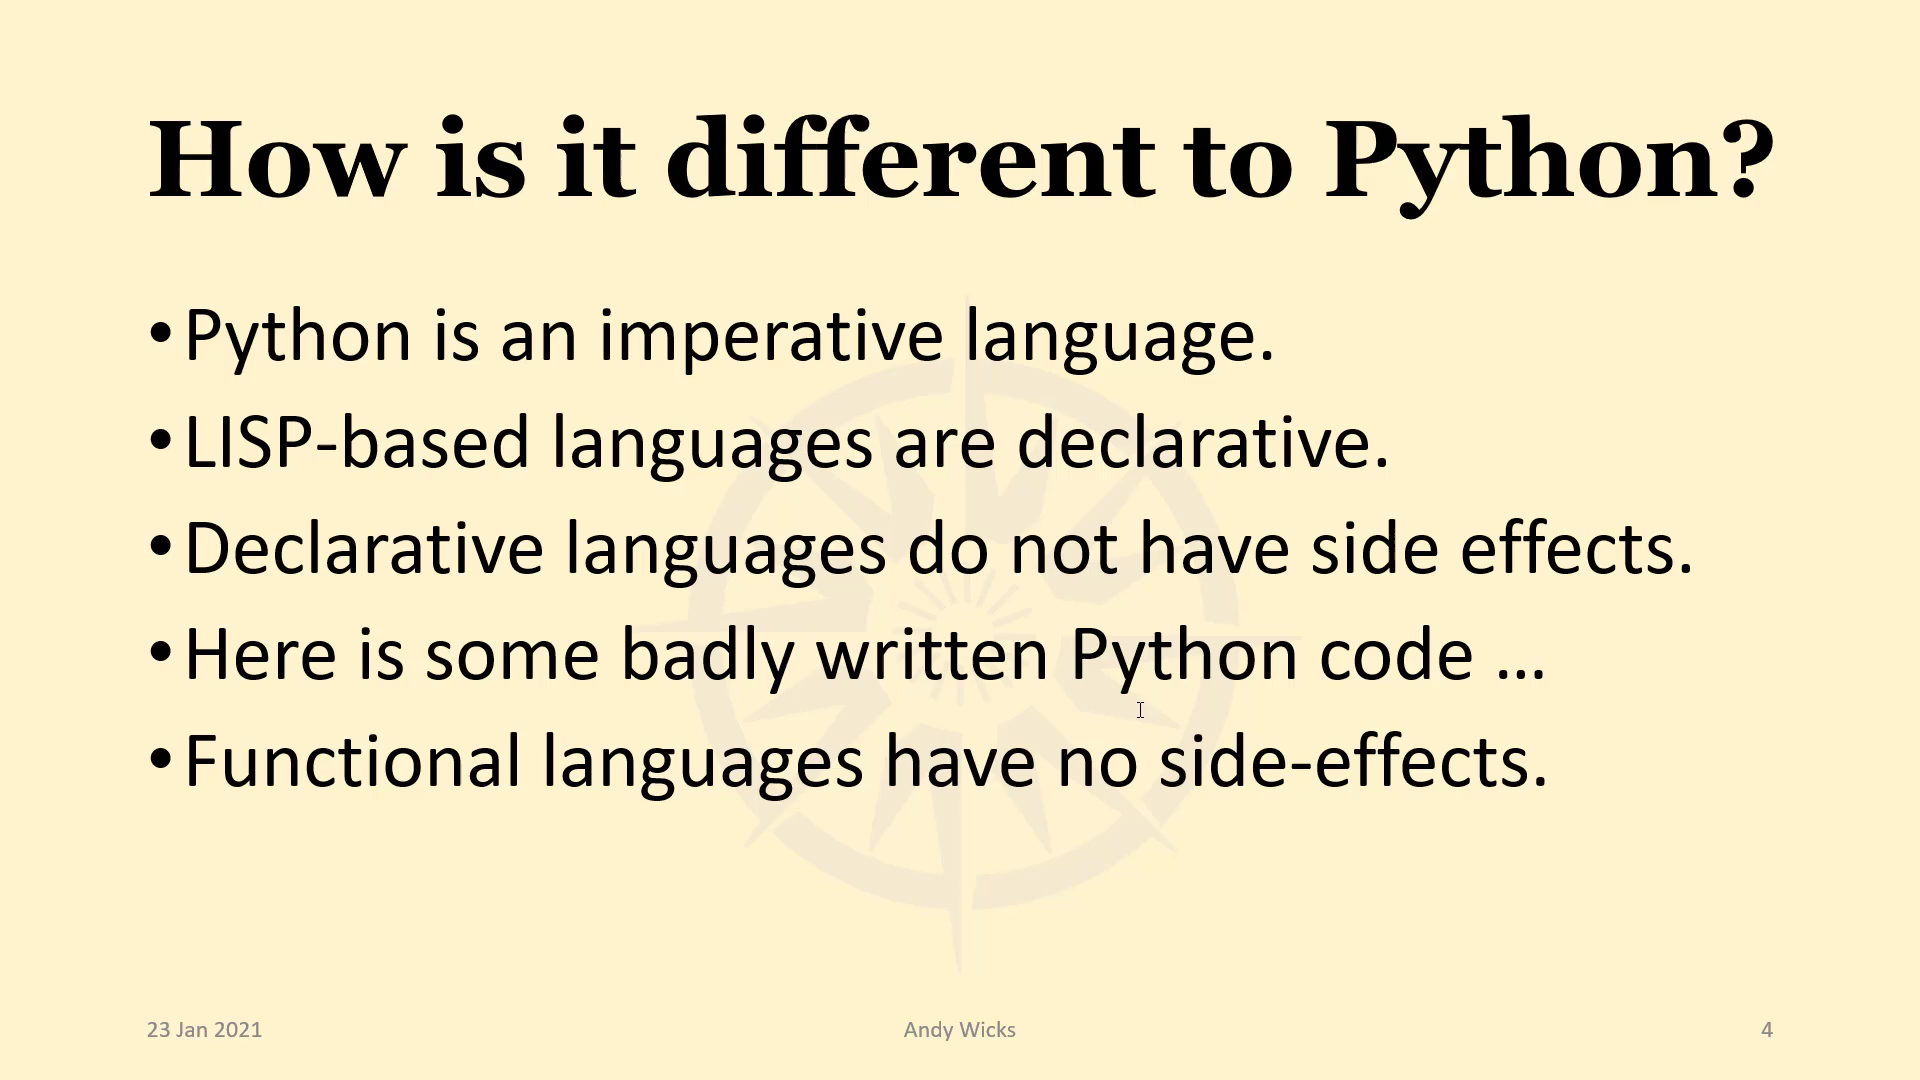 How is it different to Python?
•Python is an imperative language.
•LISP-based languages are declarative.
•Declarative languages do not have side effects.
•Here is some badly written Python code ...
•Functional languages have no side-effects.
23 Jan 2021
Andy Wicks
4